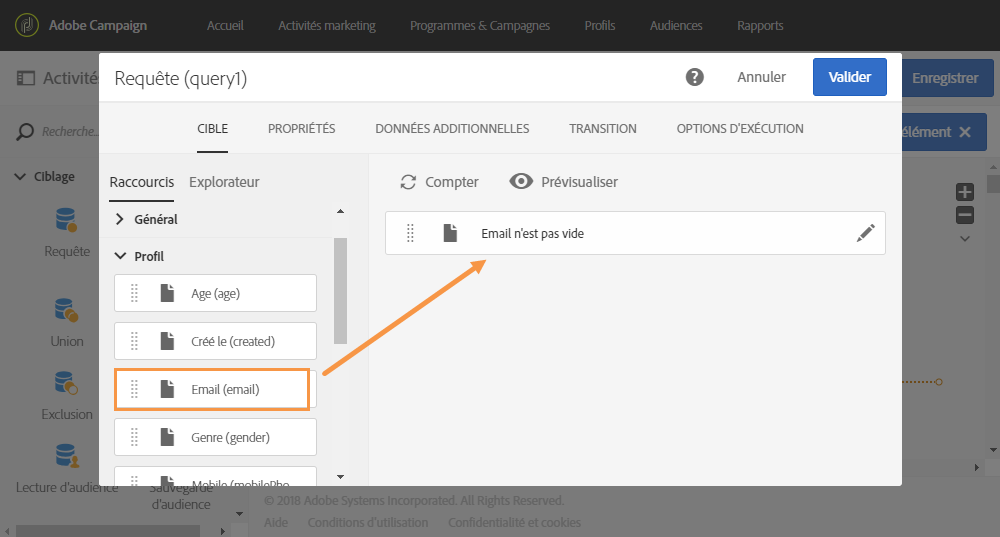 Adobe Campaign
Accueil
Activités marketing
Programmes & Campagnes
Profils
Audiences
Rapports
Activités
Requête (query1)
?
Annuler
Valider
Enregistrer
Recherche...
CIBLE
PROPRIÉTÉS
DONNÉES ADDITIONNELLES
TRANSITION
OPTIONS D'EXÉCUTION
élément
Ciblage
Raccourcis
Explorateur
Compter
Prévisualiser
Général
Email n'est pas vide
Requête
Profil
Age (age)
Créé le (created)
Union
Email (email)
Exclusion
Genre (gender)
Mobile (mobilePho
Lecture d'audience
Sauvegarde
d'audience
© 2018 Adobe Systems Incorporated. All Rights Reserved.
Aide
Conditions d'utilisation
Confidentialité et cookies